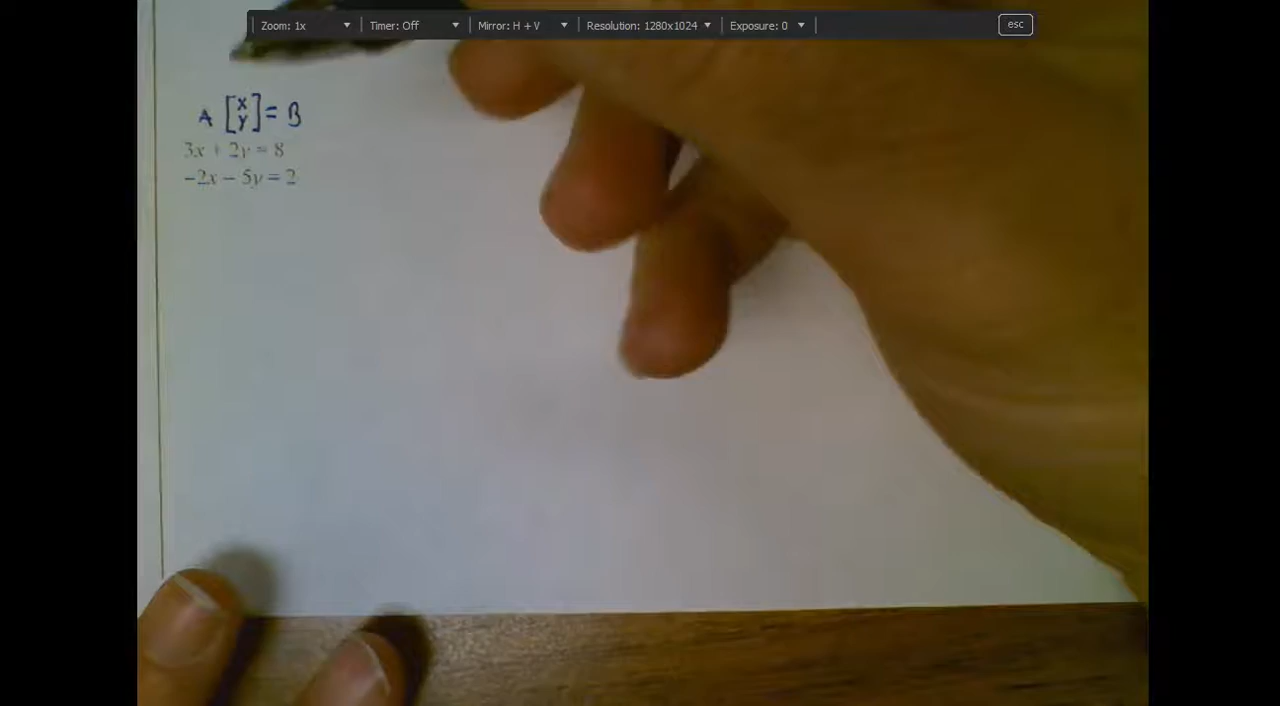 Zoom: 1x Timer: Off Mirror: H + V Resolution: 1280x1024 Exposure: 0 esc
A [x y] = B
3x + 2y = 8
−2x − 5y = 2